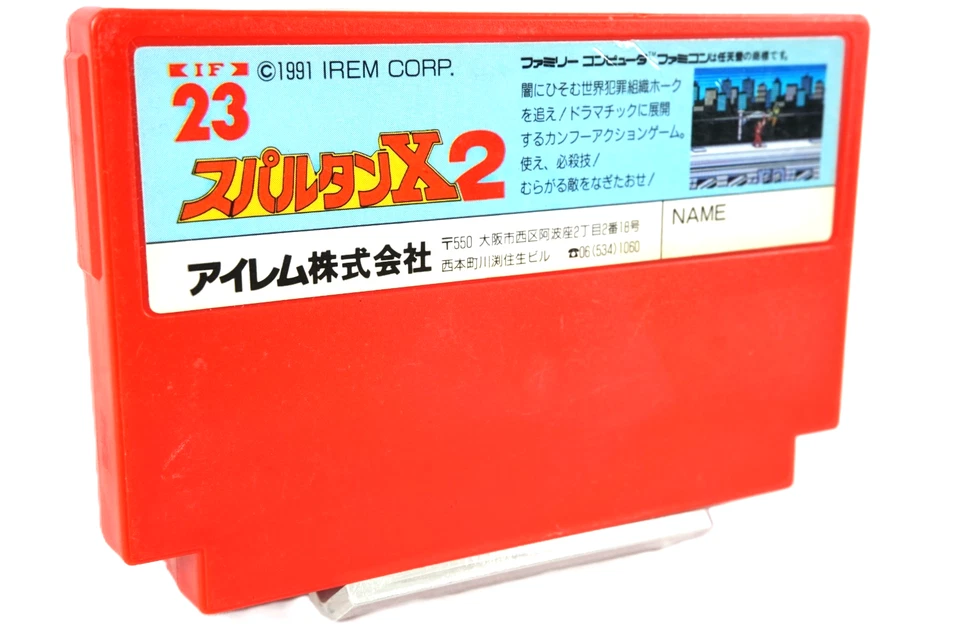 IF
23
©1991 IREM CORP.
スパルタンX2
ファミリー コンピュータ™ファミコンは任天堂の商標です。
闇にひそむ世界犯罪組織ホーク
を追え!ドラマチックに展開
するカンフーアクションゲーム。
使え、必殺技!
むらがる敵をなぎたおせ!
アイレム株式会社
〒550 大阪市西区阿波座2丁目2番18号
西本町川渕住生ビル ☎06(534)1060
NAME